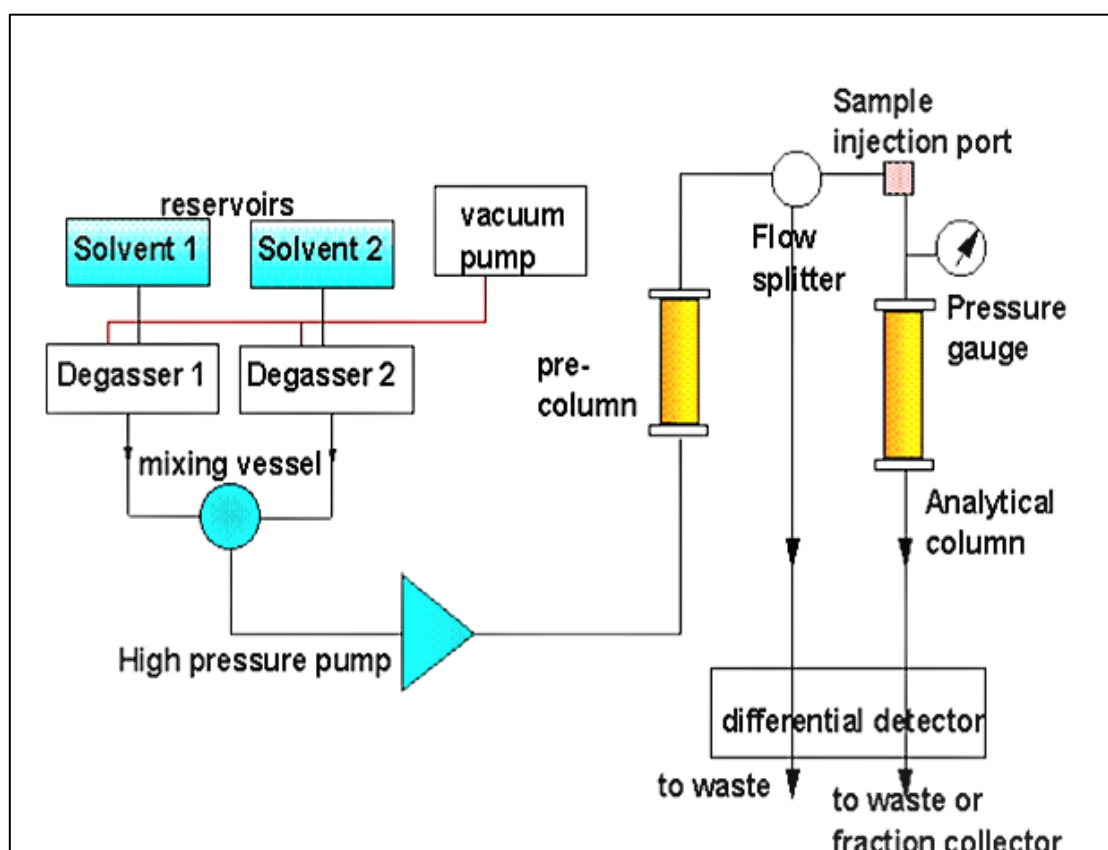 reservoirs
Solvent 1
Solvent 2
vacuum
pump
Degasser 1
Degasser 2
mixing vessel
High pressure pump
pre-
column
Flow
splitter
Sample
injection port
Pressure
gauge
Analytical
column
differential detector
to waste
to waste or
fraction collector